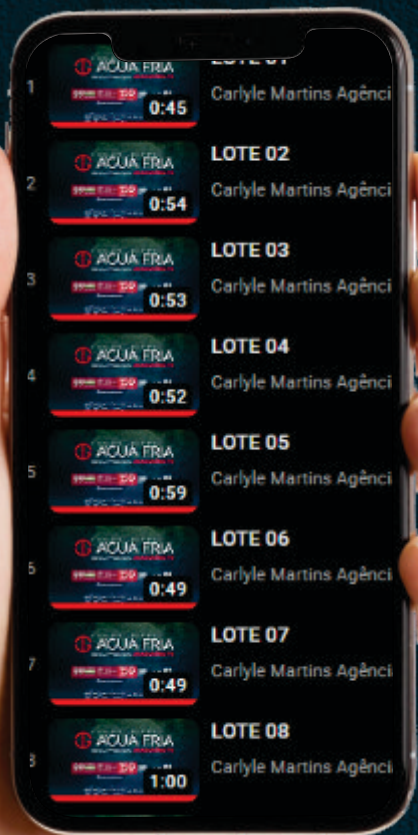 1
LOTE 01
ÁGUA FRIA
0:45
Carlyle Martins Agênci
2
LOTE 02
ÁGUA FRIA
0:54
Carlyle Martins Agênci
3
LOTE 03
ÁGUA FRIA
0:53
Carlyle Martins Agênci
4
LOTE 04
ÁGUA FRIA
0:52
Carlyle Martins Agênci
5
LOTE 05
ÁGUA FRIA
0:59
Carlyle Martins Agênci
6
LOTE 06
ÁGUA FRIA
0:49
Carlyle Martins Agênci
7
LOTE 07
ÁGUA FRIA
0:49
Carlyle Martins Agênci
8
LOTE 08
ÁGUA FRIA
1:00
Carlyle Martins Agênci